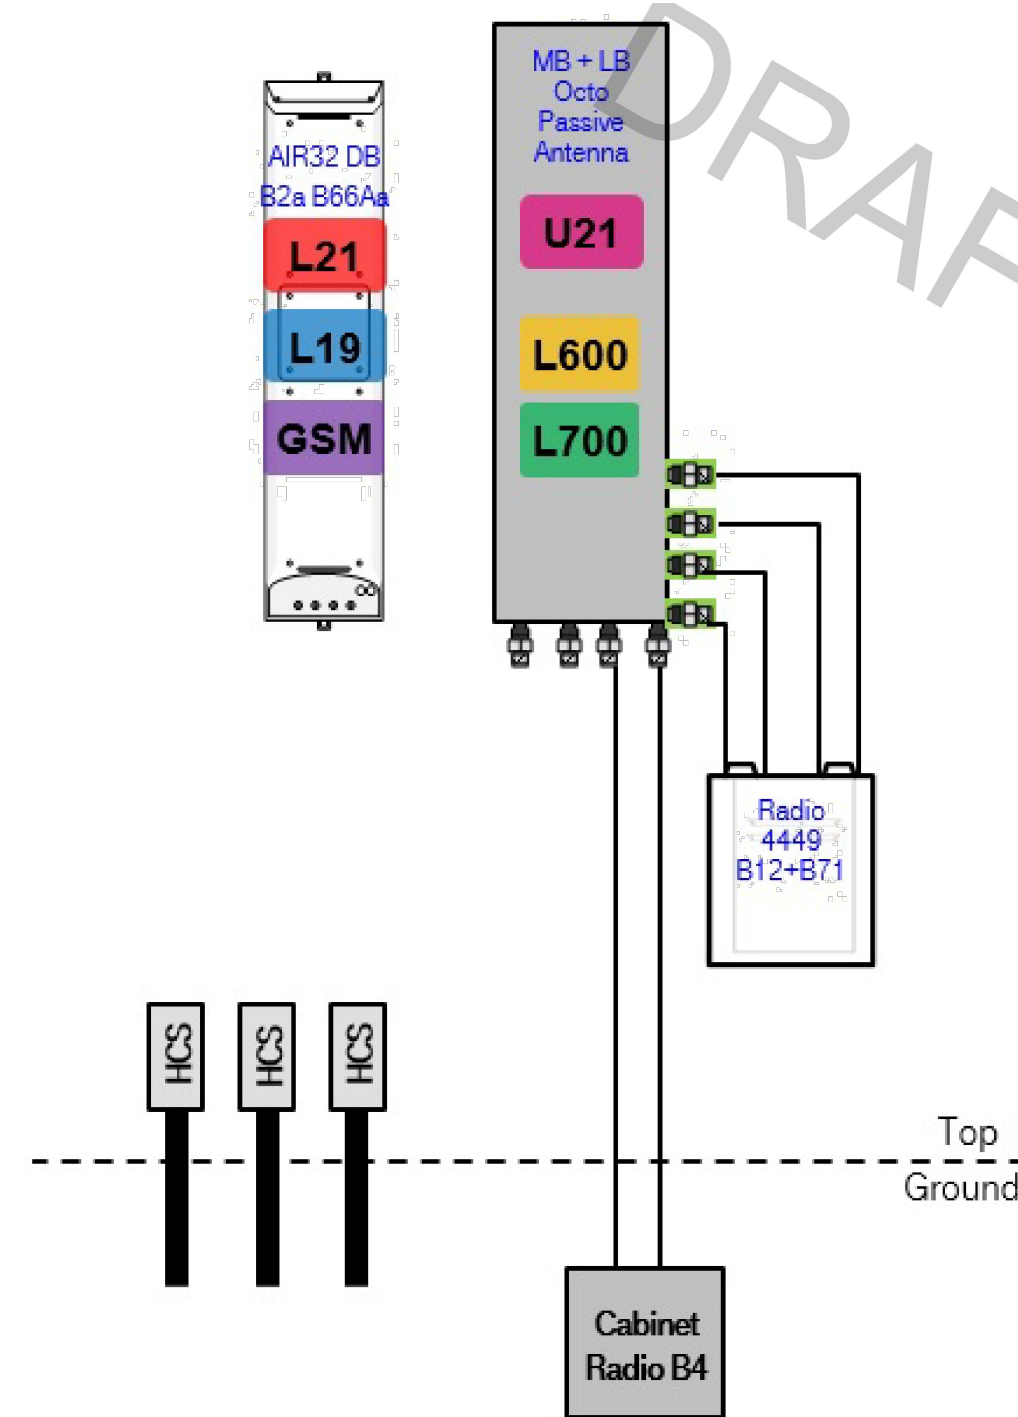 DRAF
MB + LB
Octo
Passive
Antenna
AIR32 DB
B2a B66Aa
L21
L19
GSM
U21
L600
L700
Radio
4449
B12+B71
HCS
HCS
HCS
Top
Ground
Cabinet
Radio B4